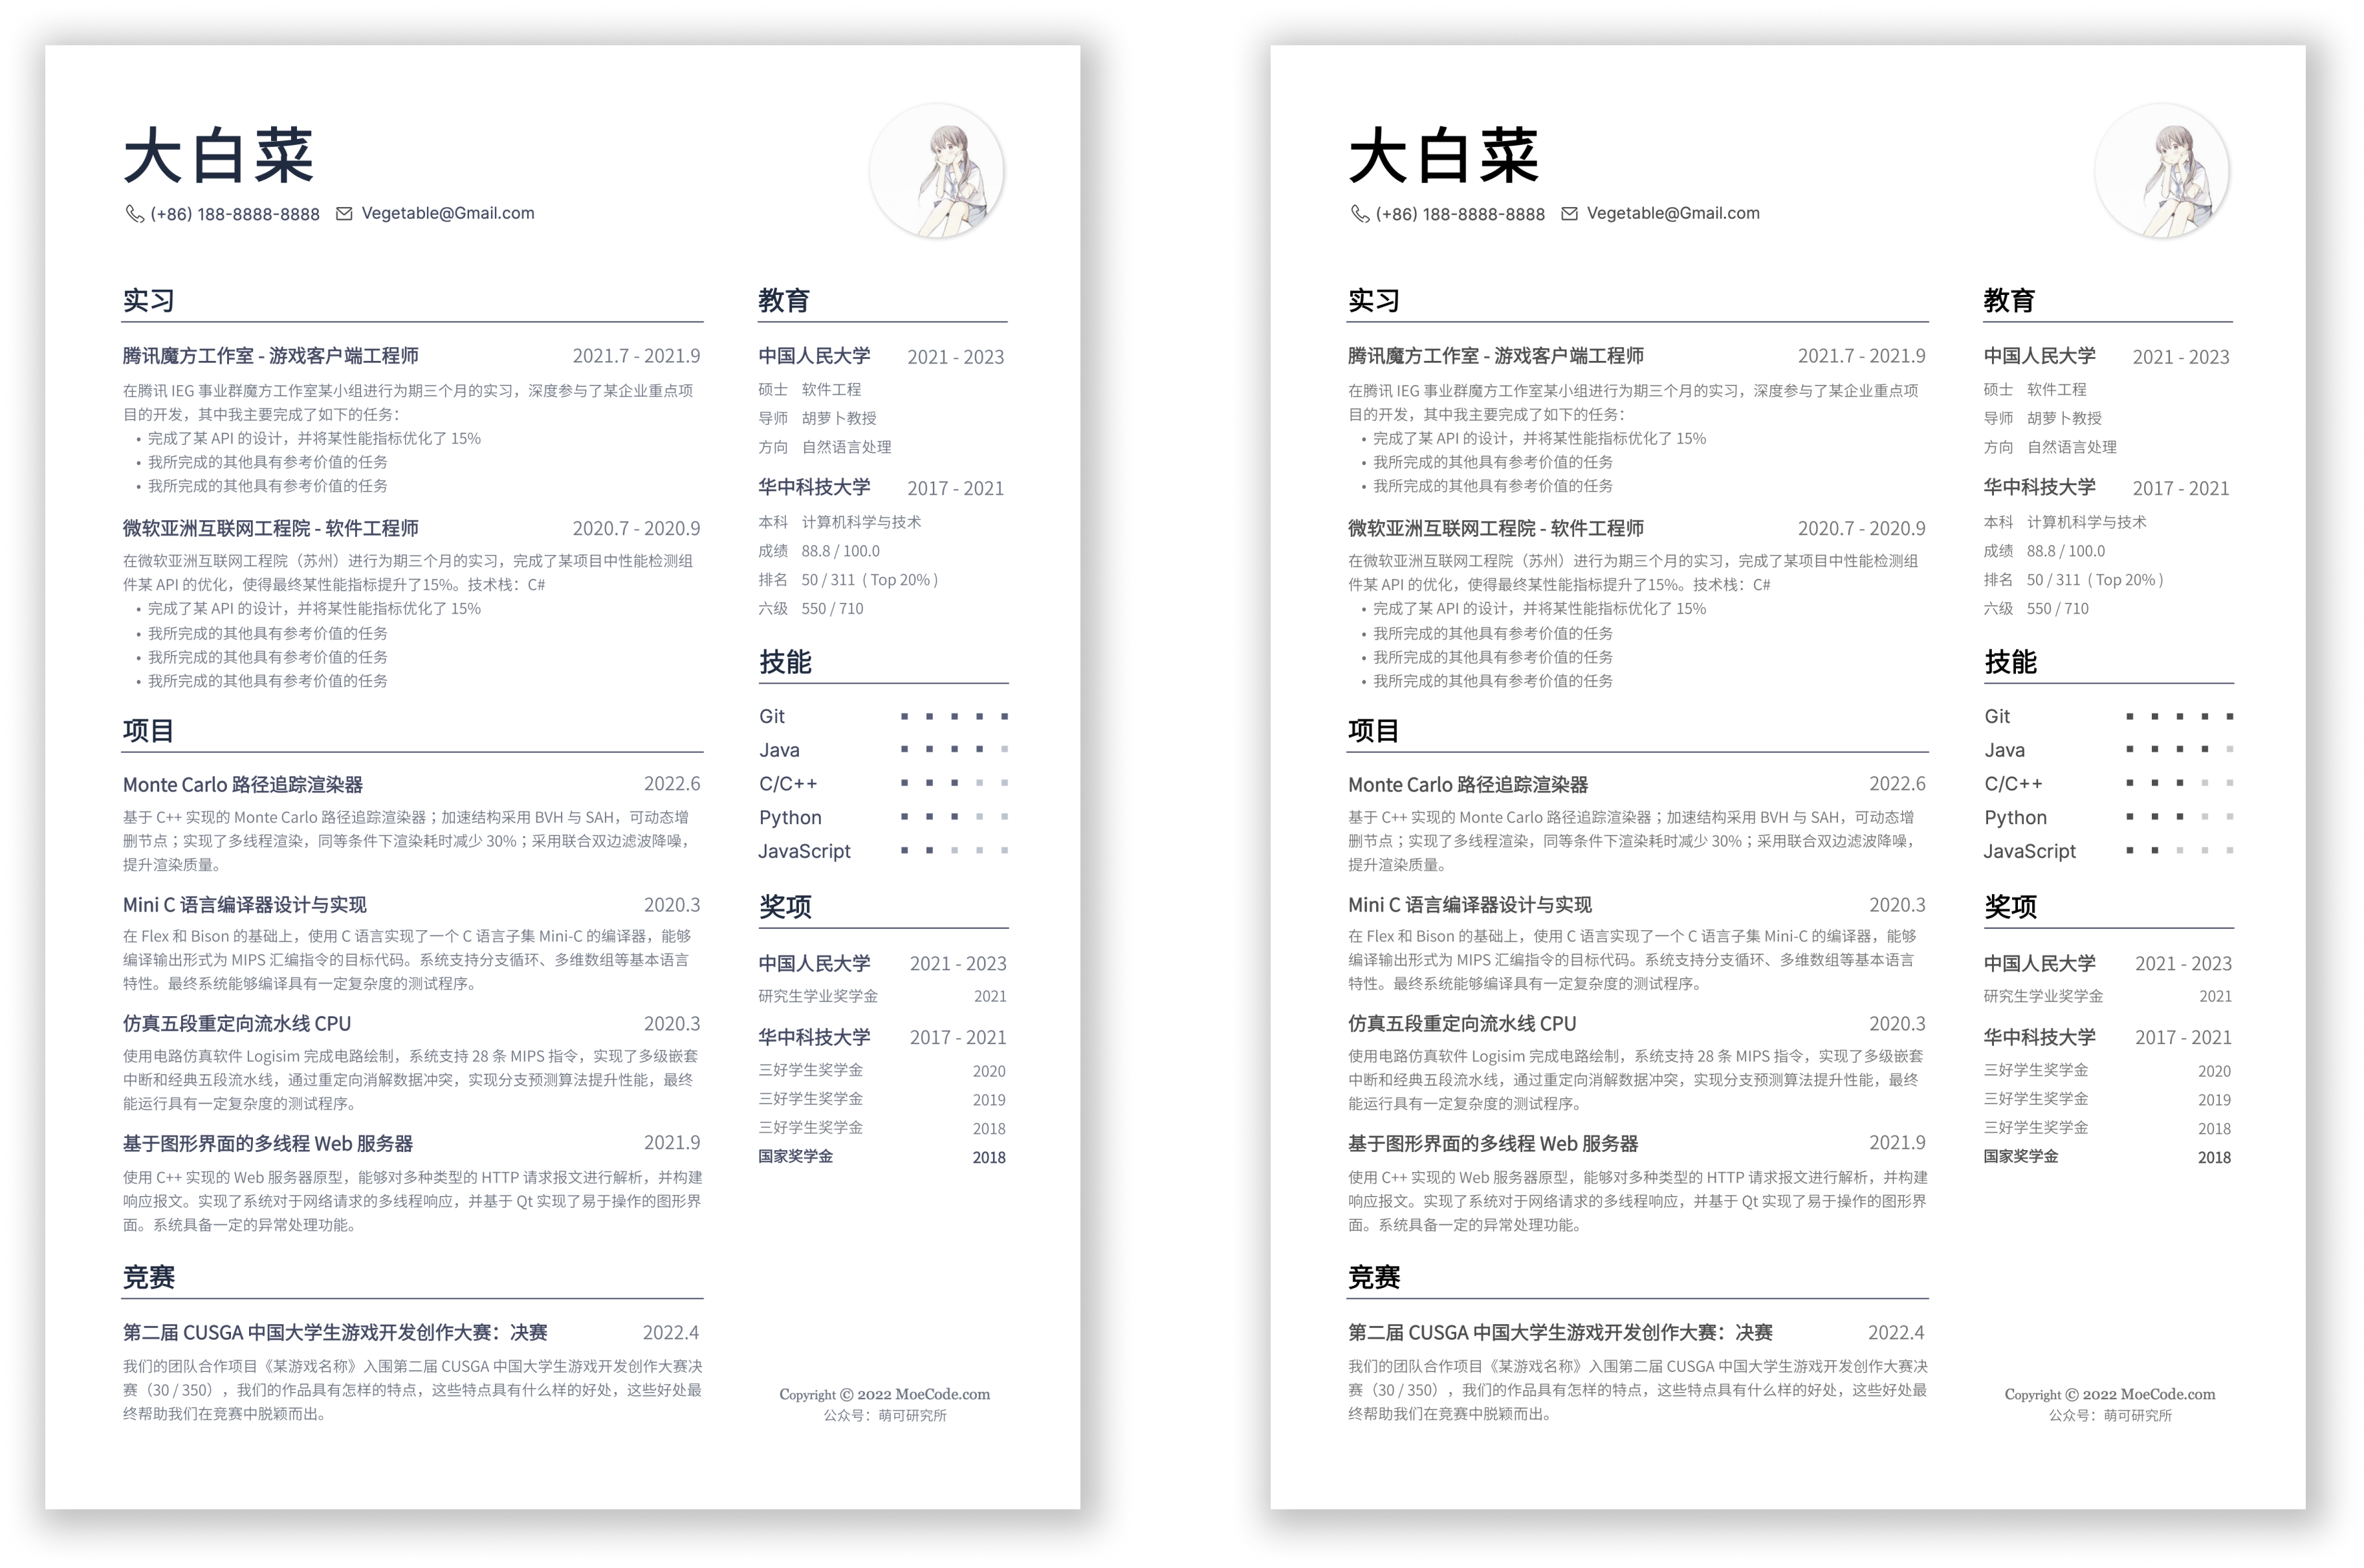 大白菜
(+86) 188-8888-8888 Vegetable@Gmail.com
实习
腾讯魔方工作室 - 游戏客户端工程师 2021.7 - 2021.9
在腾讯 IEG 事业群魔方工作室某小组进行为期三个月的实习，深度参与了某企业重点项
目的开发，其中我主要完成了如下的任务：
• 完成了某 API 的设计，并将某性能指标优化了 15%
• 我所完成的其他具有参考价值的任务
• 我所完成的其他具有参考价值的任务
微软亚洲互联网工程院 - 软件工程师 2020.7 - 2020.9
在微软亚洲互联网工程院（苏州）进行为期三个月的实习，完成了某项目中性能检测组
件某 API 的优化，使得最终某性能指标提升了15%。技术栈：C#
• 完成了某 API 的设计，并将某性能指标优化了 15%
• 我所完成的其他具有参考价值的任务
• 我所完成的其他具有参考价值的任务
• 我所完成的其他具有参考价值的任务
项目
Monte Carlo 路径追踪渲染器 2022.6
基于 C++ 实现的 Monte Carlo 路径追踪渲染器；加速结构采用 BVH 与 SAH，可动态增
删节点；实现了多线程渲染，同等条件下渲染耗时减少 30%；采用联合双边滤波降噪，
提升渲染质量。
Mini C 语言编译器设计与实现 2020.3
在 Flex 和 Bison 的基础上，使用 C 语言实现了一个 C 语言子集 Mini-C 的编译器，能够
编译输出形式为 MIPS 汇编指令的目标代码。系统支持分支循环、多维数组等基本语言
特性。最终系统能够编译具有一定复杂度的测试程序。
仿真五段重定向流水线 CPU 2020.3
使用电路仿真软件 Logisim 完成电路绘制，系统支持 28 条 MIPS 指令，实现了多级嵌套
中断和经典五段流水线，通过重定向消解数据冲突，实现分支预测算法提升性能，最终
能运行具有一定复杂度的测试程序。
基于图形界面的多线程 Web 服务器 2021.9
使用 C++ 实现的 Web 服务器原型，能够对多种类型的 HTTP 请求报文进行解析，并构建
响应报文。实现了系统对于网络请求的多线程响应，并基于 Qt 实现了易于操作的图形界
面。系统具备一定的异常处理功能。
竞赛
第二届 CUSGA 中国大学生游戏开发创作大赛：决赛 2022.4
我们的团队合作项目《某游戏名称》入围第二届 CUSGA 中国大学生游戏开发创作大赛决
赛（30 / 350），我们的作品具有怎样的特点，这些特点具有什么样的好处，这些好处最
终帮助我们在竞赛中脱颖而出。
教育
中国人民大学 2021 - 2023
硕士 软件工程
导师 胡萝卜教授
方向 自然语言处理
华中科技大学 2017 - 2021
本科 计算机科学与技术
成绩 88.8 / 100.0
排名 50 / 311 ( Top 20% )
六级 550 / 710
技能
Git
Java
C/C++
Python
JavaScript
奖项
中国人民大学 2021 - 2023
研究生学业奖学金 2021
华中科技大学 2017 - 2021
三好学生奖学金 2020
三好学生奖学金 2019
三好学生奖学金 2018
国家奖学金 2018
Copyright © 2022 MoeCode.com
公众号：萌可研究所
大白菜
(+86) 188-8888-8888 Vegetable@Gmail.com
实习
腾讯魔方工作室 - 游戏客户端工程师 2021.7 - 2021.9
在腾讯 IEG 事业群魔方工作室某小组进行为期三个月的实习，深度参与了某企业重点项
目的开发，其中我主要完成了如下的任务：
• 完成了某 API 的设计，并将某性能指标优化了 15%
• 我所完成的其他具有参考价值的任务
• 我所完成的其他具有参考价值的任务
微软亚洲互联网工程院 - 软件工程师 2020.7 - 2020.9
在微软亚洲互联网工程院（苏州）进行为期三个月的实习，完成了某项目中性能检测组
件某 API 的优化，使得最终某性能指标提升了15%。技术栈：C#
• 完成了某 API 的设计，并将某性能指标优化了 15%
• 我所完成的其他具有参考价值的任务
• 我所完成的其他具有参考价值的任务
• 我所完成的其他具有参考价值的任务
项目
Monte Carlo 路径追踪渲染器 2022.6
基于 C++ 实现的 Monte Carlo 路径追踪渲染器；加速结构采用 BVH 与 SAH，可动态增
删节点；实现了多线程渲染，同等条件下渲染耗时减少 30%；采用联合双边滤波降噪，
提升渲染质量。
Mini C 语言编译器设计与实现 2020.3
在 Flex 和 Bison 的基础上，使用 C 语言实现了一个 C 语言子集 Mini-C 的编译器，能够
编译输出形式为 MIPS 汇编指令的目标代码。系统支持分支循环、多维数组等基本语言
特性。最终系统能够编译具有一定复杂度的测试程序。
仿真五段重定向流水线 CPU 2020.3
使用电路仿真软件 Logisim 完成电路绘制，系统支持 28 条 MIPS 指令，实现了多级嵌套
中断和经典五段流水线，通过重定向消解数据冲突，实现分支预测算法提升性能，最终
能运行具有一定复杂度的测试程序。
基于图形界面的多线程 Web 服务器 2021.9
使用 C++ 实现的 Web 服务器原型，能够对多种类型的 HTTP 请求报文进行解析，并构建
响应报文。实现了系统对于网络请求的多线程响应，并基于 Qt 实现了易于操作的图形界
面。系统具备一定的异常处理功能。
竞赛
第二届 CUSGA 中国大学生游戏开发创作大赛：决赛 2022.4
我们的团队合作项目《某游戏名称》入围第二届 CUSGA 中国大学生游戏开发创作大赛决
赛（30 / 350），我们的作品具有怎样的特点，这些特点具有什么样的好处，这些好处最
终帮助我们在竞赛中脱颖而出。
教育
中国人民大学 2021 - 2023
硕士 软件工程
导师 胡萝卜教授
方向 自然语言处理
华中科技大学 2017 - 2021
本科 计算机科学与技术
成绩 88.8 / 100.0
排名 50 / 311 ( Top 20% )
六级 550 / 710
技能
Git
Java
C/C++
Python
JavaScript
奖项
中国人民大学 2021 - 2023
研究生学业奖学金 2021
华中科技大学 2017 - 2021
三好学生奖学金 2020
三好学生奖学金 2019
三好学生奖学金 2018
国家奖学金 2018
Copyright © 2022 MoeCode.com
公众号：萌可研究所